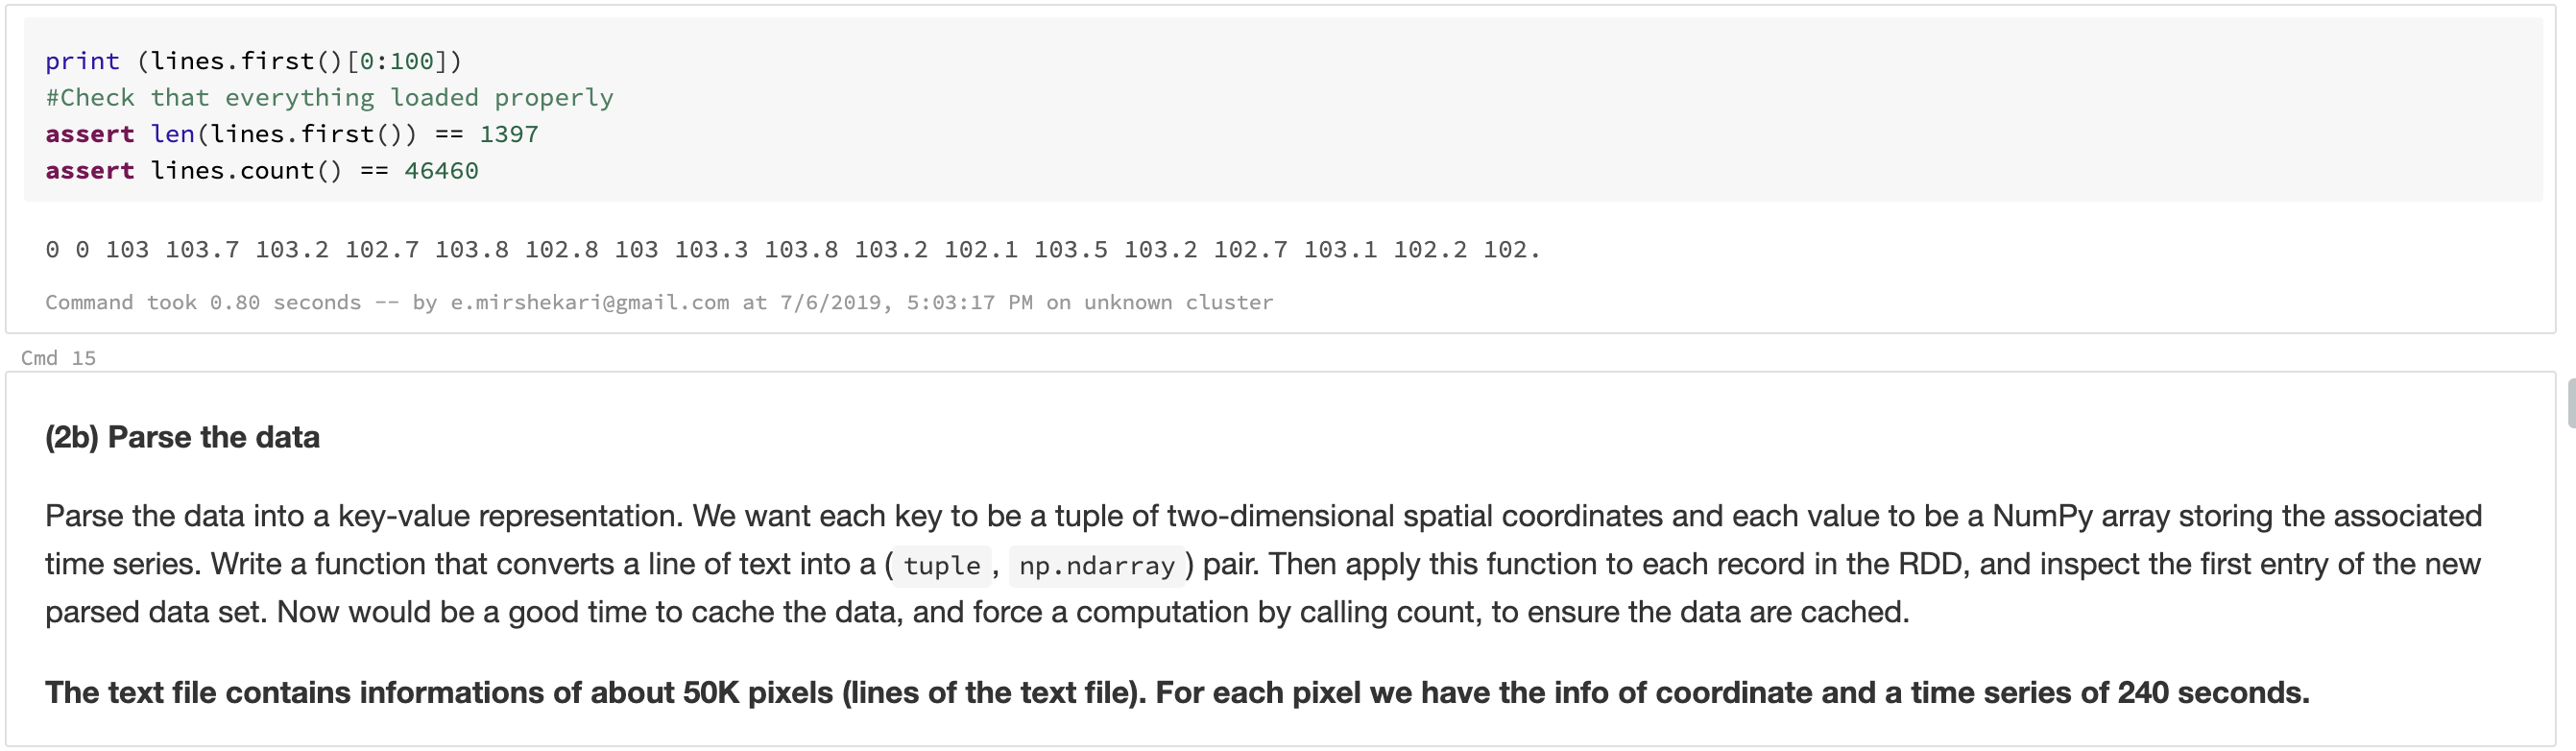 print (lines.first()[0:100])
#Check that everything loaded properly
assert len(lines.first()) == 1397
assert lines.count() == 46460
0 0 103 103.7 103.2 102.7 103.8 102.8 103 103.3 103.8 103.2 102.1 103.5 103.2 102.7 103.1 102.2 102.
Command took 0.80 seconds -- by e.mirshekari@gmail.com at 7/6/2019, 5:03:17 PM on unknown cluster
Cmd 15
(2b) Parse the data
Parse the data into a key-value representation. We want each key to be a tuple of two-dimensional spatial coordinates and each value to be a NumPy array storing the associated
time series. Write a function that converts a line of text into a ( tuple , np.ndarray ) pair. Then apply this function to each record in the RDD, and inspect the first entry of the new
parsed data set. Now would be a good time to cache the data, and force a computation by calling count, to ensure the data are cached.
The text file contains informations of about 50K pixels (lines of the text file). For each pixel we have the info of coordinate and a time series of 240 seconds.